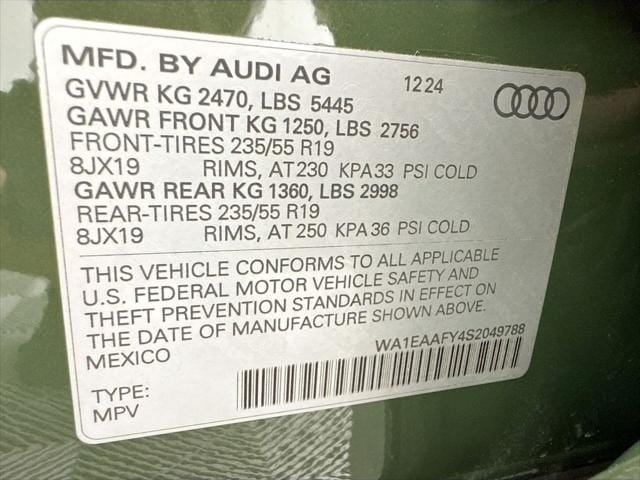 MFD. BY AUDI AG 1224
GVWR KG 2470, LBS 5445
GAWR FRONT KG 1250, LBS 2756
FRONT-TIRES 235/55 R19
8JX19 RIMS, AT 230 KPA 33 PSI COLD
GAWR REAR KG 1360, LBS 2998
REAR-TIRES 235/55 R19
8JX19 RIMS, AT 250 KPA 36 PSI COLD
THIS VEHICLE CONFORMS TO ALL APPLICABLE
U.S. FEDERAL MOTOR VEHICLE SAFETY AND
THEFT PREVENTION STANDARDS IN EFFECT ON
THE DATE OF MANUFACTURE SHOWN ABOVE.
MEXICO
WA1EAAFY4S2049788
TYPE:
MPV